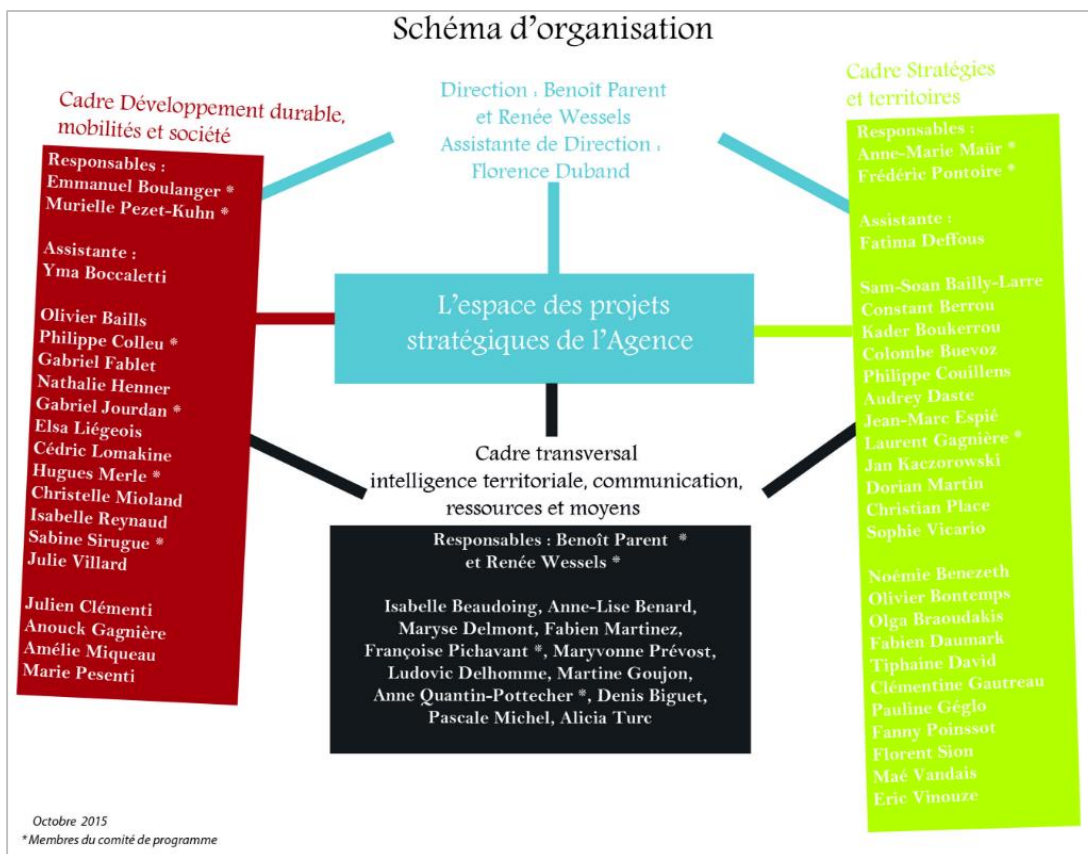 Schéma d'organisation
Direction : Benoît Parent
et Renée Wessels
Assistante de Direction :
Florence Duband
Cadre Développement durable,
mobilités et société
Responsables :
Emmanuel Boulanger *
Murielle Pezet-Kuhn *
Assistante :
Yma Boccaletti
Olivier Baills
Philippe Colleu *
Gabriel Fablet
Nathalie Henner
Gabriel Jourdan *
Elsa Liégeois
Cédric Lomakine
Hugues Merle *
Christelle Mioland
Isabelle Reynaud
Sabine Sirugue *
Julie Villard
Julien Clémenti
Anouck Gagnière
Amélie Miqueau
Marie Pesenti
L'espace des projets
stratégiques de l'Agence
Cadre transversal
intelligence territoriale, communication,
ressources et moyens
Responsables : Benoît Parent *
et Renée Wessels *
Isabelle Beaudoing, Anne-Lise Benard,
Maryse Delmont, Fabien Martinez,
Françoise Pichavant *, Maryvonne Prévost,
Ludovic Delhomme, Martine Goujon,
Anne Quantin-Pottecher *, Denis Biguet,
Pascale Michel, Alicia Turc
Cadre Stratégies
et territoires
Responsables :
Anne-Marie Maür *
Frédéric Pontoire *
Assistante :
Fatima Deffous
Sam-Soan Bailly-Larre
Constant Berrou
Kader Boukerrou
Colombe Buevoz
Philippe Couillens
Audrey Daste
Jean-Marc Espié
Laurent Gagnière *
Jan Kaczorowski
Dorian Martin
Christian Place
Sophie Vicario
Noémie Benezeth
Olivier Bontemps
Olga Braoudakis
Fabien Daumark
Tiphaine David
Clémentine Gautreau
Pauline Géglo
Fanny Poinssot
Florent Sion
Maé Vandais
Eric Vinouze
Octobre 2015
* Membres du comité de programme